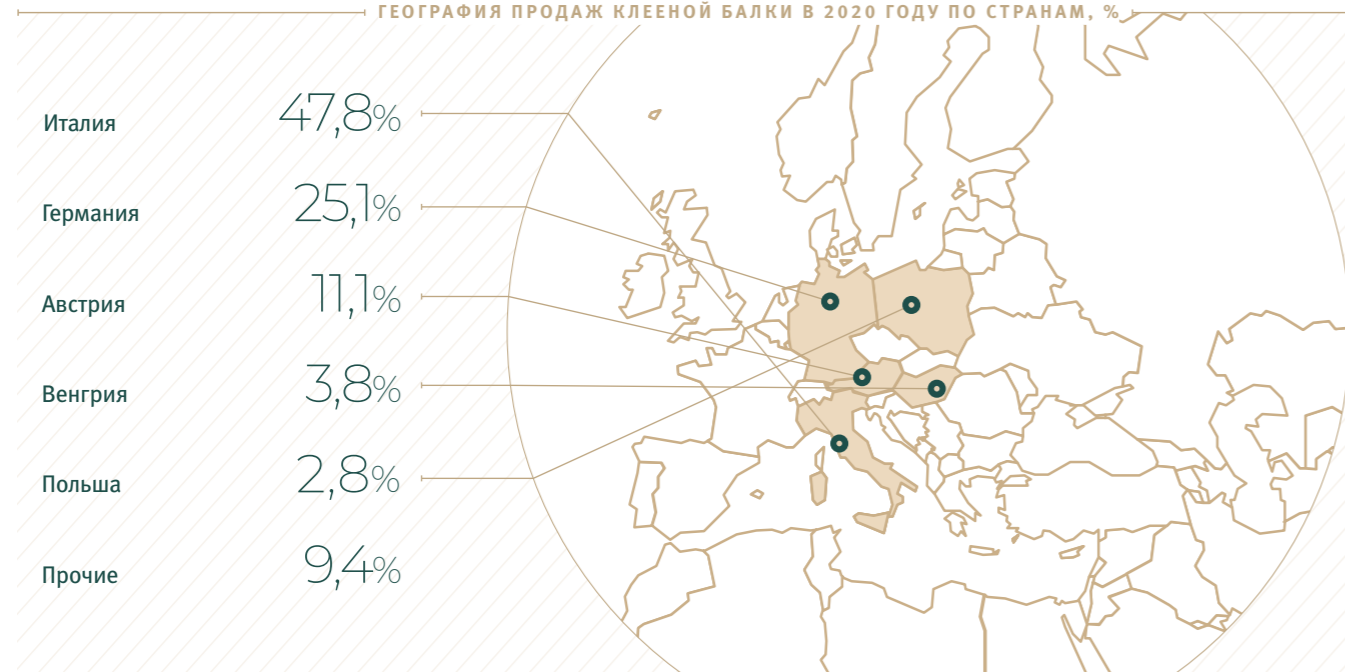 ГЕОГРАФИЯ ПРОДАЖ КЛЕЕНОЙ БАЛКИ В 2020 ГОДУ ПО СТРАНАМ, %
Италия 47,8%
Германия 25,1%
Австрия 11,1%
Венгрия 3,8%
Польша 2,8%
Прочие 9,4%